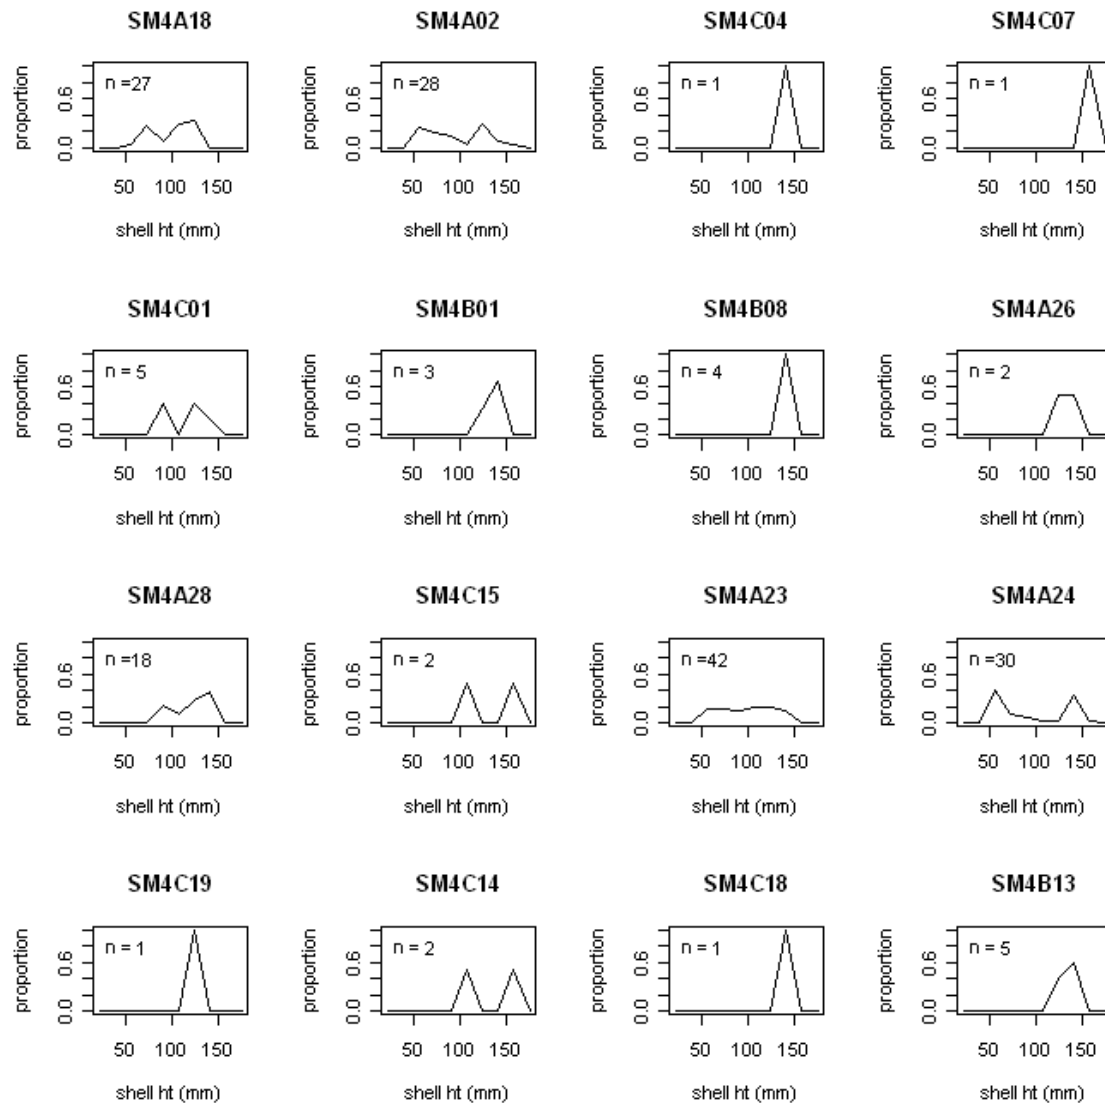 SM4A18 SM4A02 SM4C04 SM4C07
proportion 0.0 0.6 n =27 proportion 0.0 0.6 n =28 proportion 0.0 0.6 n = 1 proportion 0.0 0.6 n = 1
50 100 150 50 100 150 50 100 150 50 100 150
shell ht (mm) shell ht (mm) shell ht (mm) shell ht (mm)
SM4C01 SM4B01 SM4B08 SM4A26
proportion 0.0 0.6 n = 5 proportion 0.0 0.6 n = 3 proportion 0.0 0.6 n = 4 proportion 0.0 0.6 n = 2
50 100 150 50 100 150 50 100 150 50 100 150
shell ht (mm) shell ht (mm) shell ht (mm) shell ht (mm)
SM4A28 SM4C15 SM4A23 SM4A24
proportion 0.0 0.6 n =18 proportion 0.0 0.6 n = 2 proportion 0.0 0.6 n =42 proportion 0.0 0.6 n =30
50 100 150 50 100 150 50 100 150 50 100 150
shell ht (mm) shell ht (mm) shell ht (mm) shell ht (mm)
SM4C19 SM4C14 SM4C18 SM4B13
proportion 0.0 0.6 n = 1 proportion 0.0 0.6 n = 2 proportion 0.0 0.6 n = 1 proportion 0.0 0.6 n = 5
50 100 150 50 100 150 50 100 150 50 100 150
shell ht (mm) shell ht (mm) shell ht (mm) shell ht (mm)